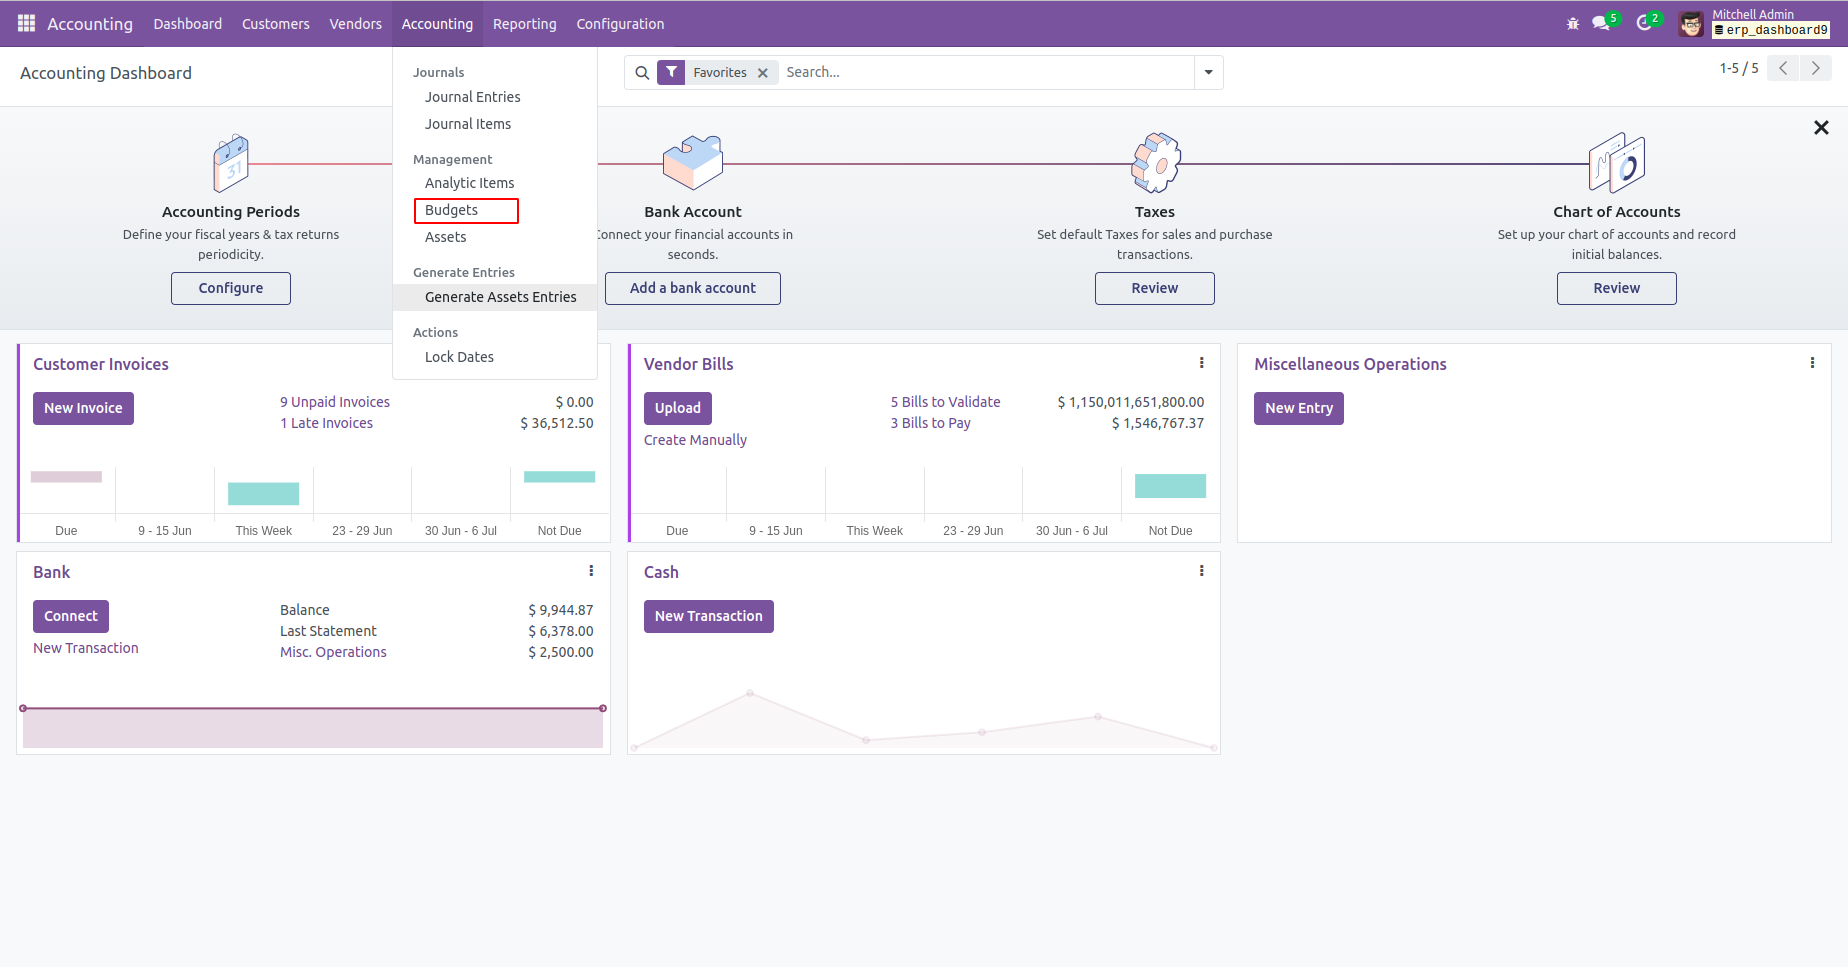 Accounting Dashboard Customers Vendors Accounting Reporting Configuration 5 2 Mitchell Admin
erp_dashboard9
Accounting Dashboard
Favorites Search...
1-5 / 5
Journals
Journal Entries
Journal Items
Management
Analytic Items
Budgets
Assets
Generate Entries
Generate Assets Entries
Actions
Lock Dates
31
Accounting Periods
Define your fiscal years & tax returns
periodicity.
Configure
Bank Account
Connect your financial accounts in
seconds.
Add a bank account
Taxes
Set default Taxes for sales and purchase
transactions.
Review
Chart of Accounts
Set up your chart of accounts and record
initial balances.
Review
Customer Invoices
New Invoice
9 Unpaid Invoices $ 0.00
1 Late Invoices $ 36,512.50
Due 9 - 15 Jun This Week 23 - 29 Jun 30 Jun - 6 Jul Not Due
Vendor Bills
Upload
Create Manually
5 Bills to Validate $ 1,150,011,651,800.00
3 Bills to Pay $ 1,546,767.37
Due 9 - 15 Jun This Week 23 - 29 Jun 30 Jun - 6 Jul Not Due
Miscellaneous Operations
New Entry
Bank
Connect
New Transaction
Balance $ 9,944.87
Last Statement $ 6,378.00
Misc. Operations $ 2,500.00
Cash
New Transaction